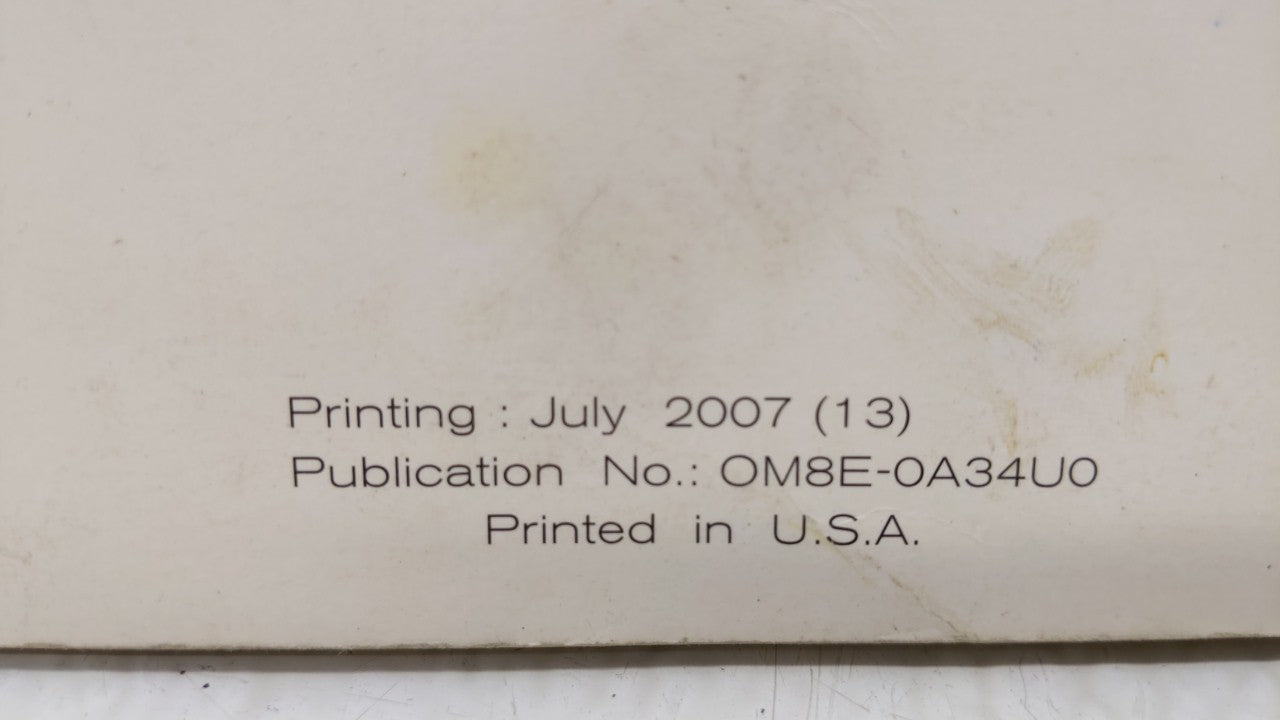 Printing : July 2007 (13)
Publication No.: OM8E-0A34U0
Printed in U.S.A.